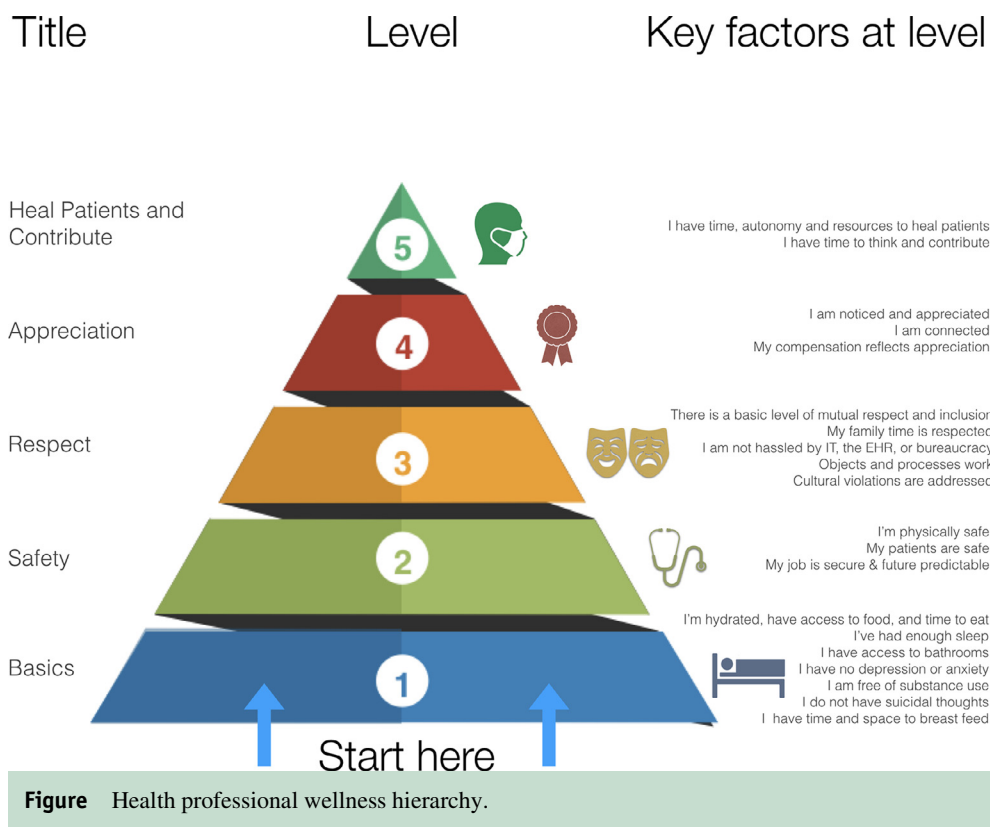 Title Level Key factors at level
Heal Patients and
Contribute
5
I have time, autonomy and resources to heal patients
I have time to think and contribute
Appreciation
4
I am noticed and appreciated
I am connected
My compensation reflects appreciation
Respect
3
There is a basic level of mutual respect and inclusion
My family time is respected
I am not hassled by IT, the EHR, or bureaucracy
Objects and processes work
Cultural violations are addressed
Safety
2
I'm physically safe
My patients are safe
My job is secure & future predictable
Basics
1
I'm hydrated, have access to food, and time to eat
I've had enough sleep
I have access to bathrooms
I have no depression or anxiety
I am free of substance use
I do not have suicidal thoughts
I have time and space to breast feed
Start here
Figure Health professional wellness hierarchy.